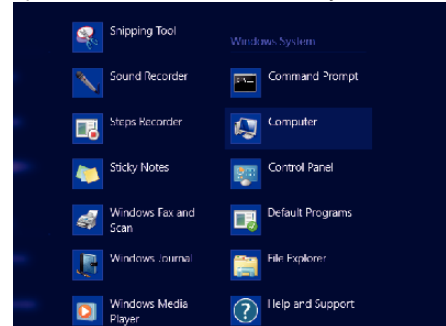 Snipping Tool
Sound Recorder
Steps Recorder
Sticky Notes
Windows Fax and
Scan
Windows Journal
Windows Media
Player
Windows System
Command Prompt
Computer
Control Panel
Default Programs
File Explorer
Help and Support